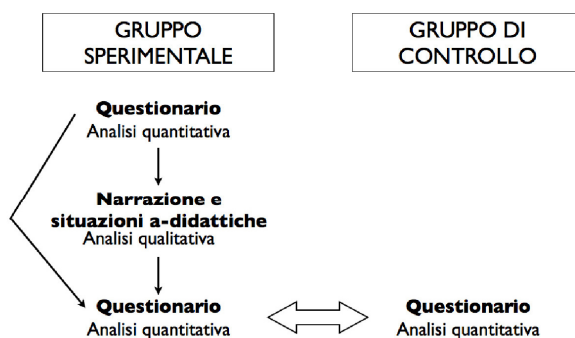 GRUPPO
SPERIMENTALE
GRUPPO DI
CONTROLLO
Questionario
Analisi quantitativa
Narrazione e
situazioni a-didattiche
Analisi qualitativa
Questionario
Analisi quantitativa
Questionario
Analisi quantitativa